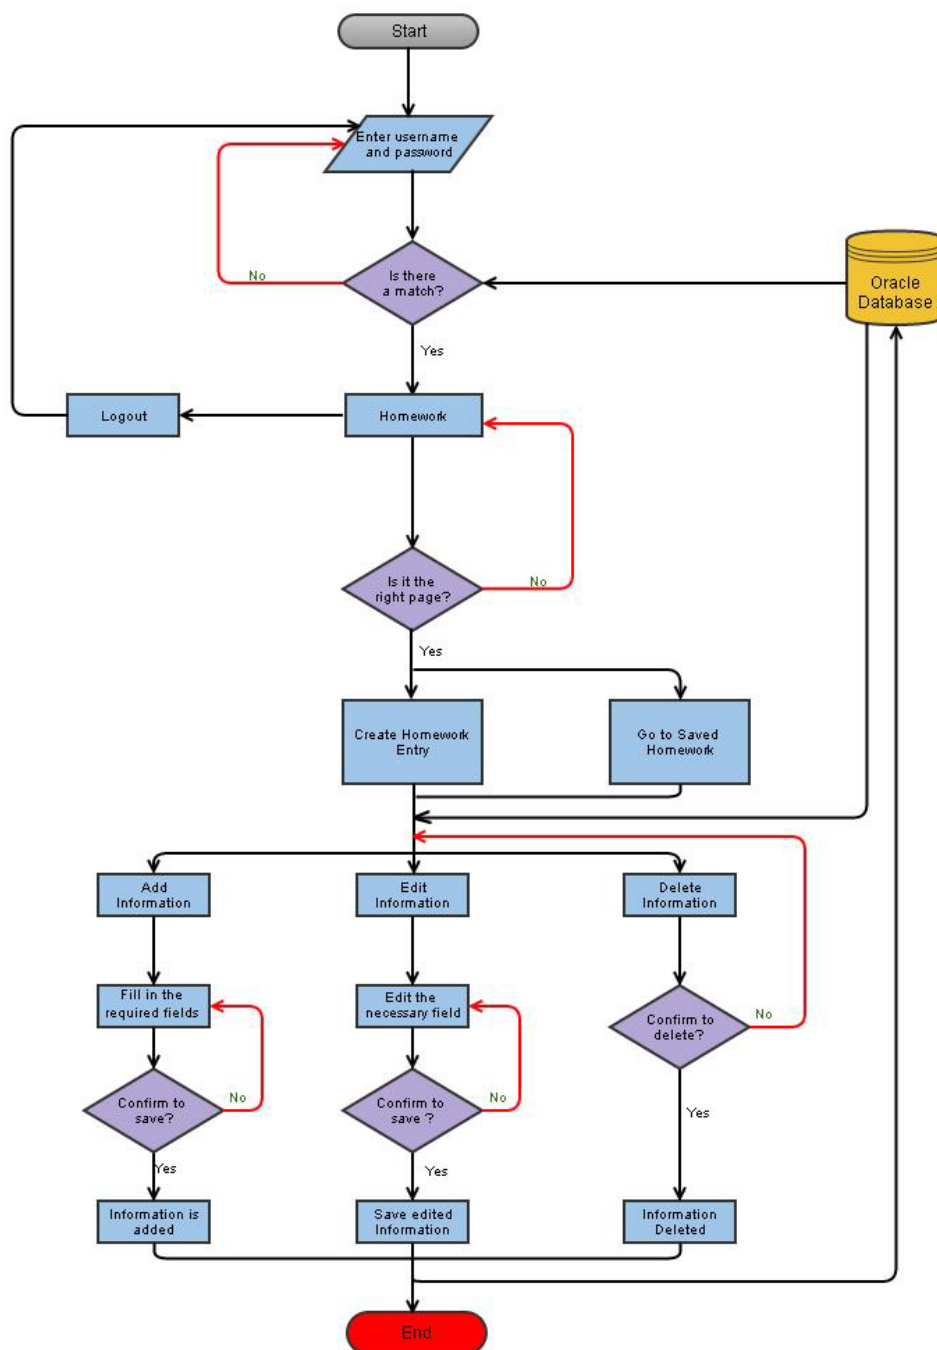 Start
Enter username
and password
Is there
a match?
No
Oracle
Database
Yes
Logout
Homework
Is it the
right page?
No
Yes
Create Homework
Entry
Go to Saved
Homework
Add
Information
Edit
Information
Delete
Information
Fill in the
required fields
Edit the
necessary field
Confirm to
delete?
No
Confirm to
save?
No
Confirm to
save ?
No
Yes
Yes
Yes
Information is
added
Save edited
Information
Information
Deleted
End